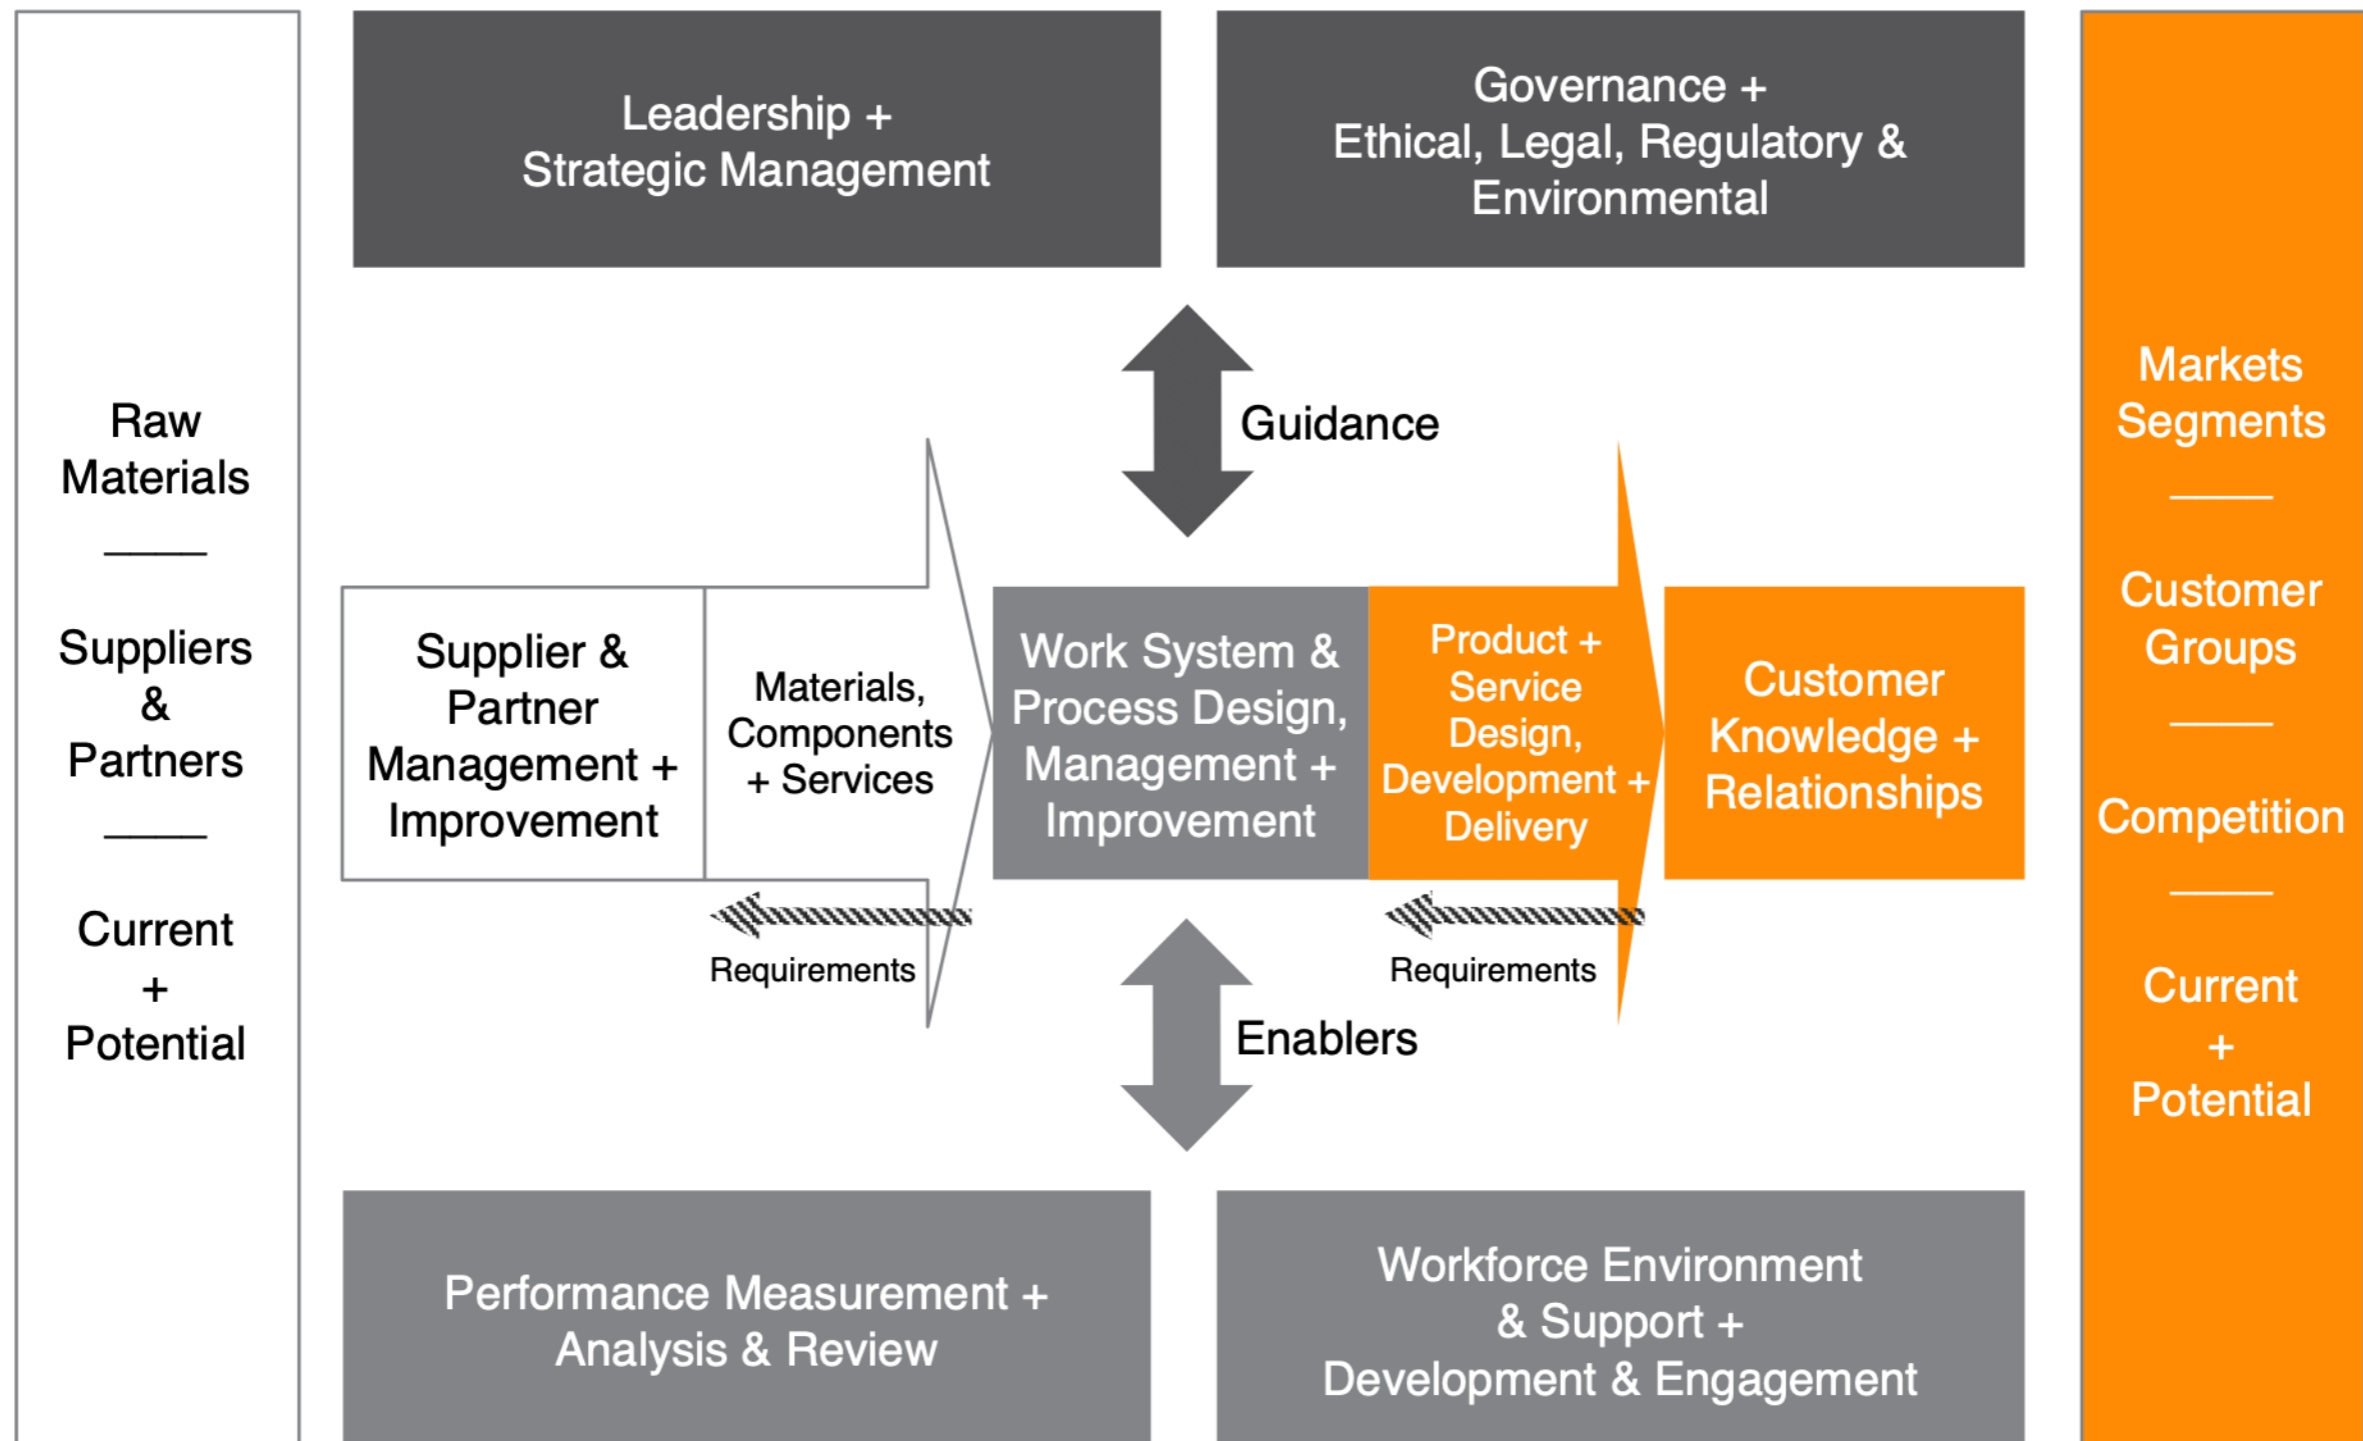 Raw
Materials
Suppliers
&
Partners
Current
+
Potential
Leadership +
Strategic Management
Governance +
Ethical, Legal, Regulatory &
Environmental
Guidance
Supplier &
Partner
Management +
Improvement
Materials,
Components
+ Services
Requirements
Work System &
Process Design,
Management +
Improvement
Product +
Service
Design,
Development +
Delivery
Requirements
Customer
Knowledge +
Relationships
Enablers
Performance Measurement +
Analysis & Review
Workforce Environment
& Support +
Development & Engagement
Markets
Segments
Customer
Groups
Competition
Current
+
Potential